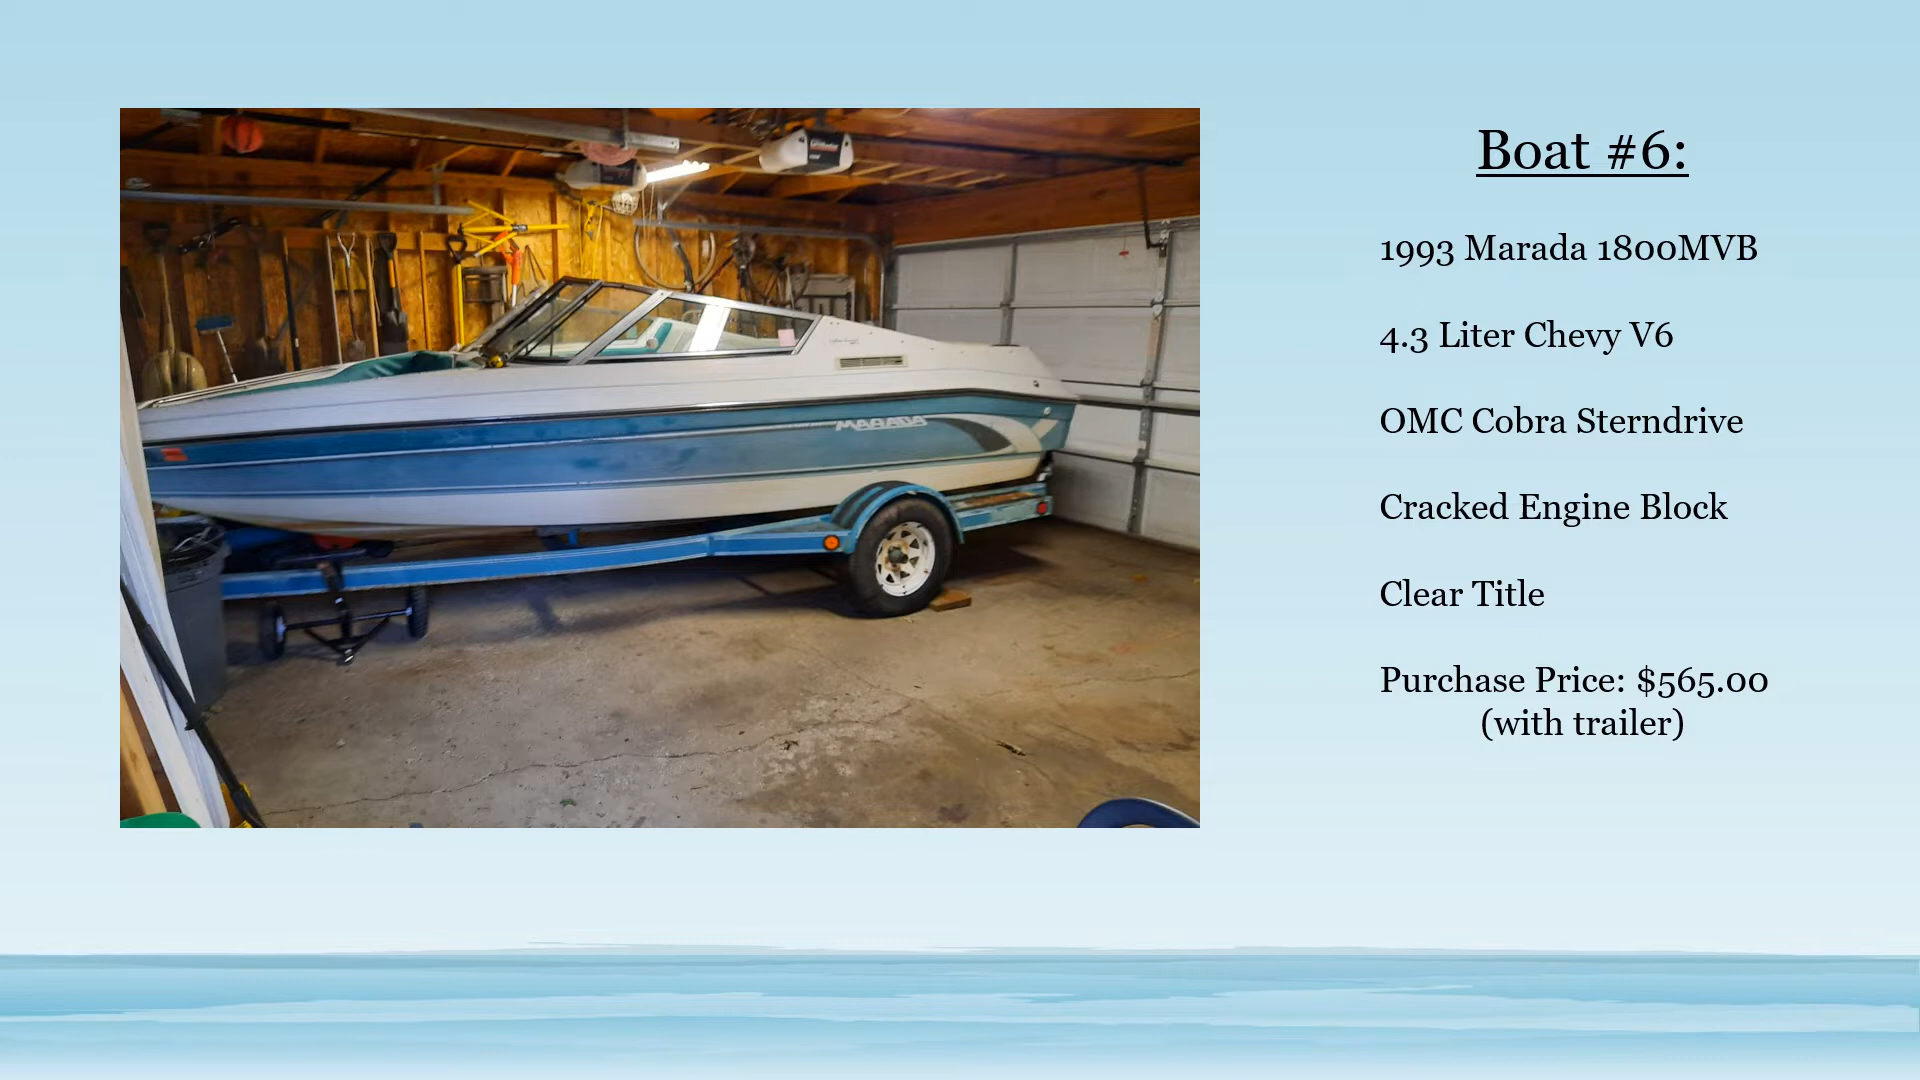 Boat #6:
1993 Marada 1800MVB
4.3 Liter Chevy V6
OMC Cobra Sterndrive
Cracked Engine Block
Clear Title
Purchase Price: $565.00
(with trailer)
MARADA